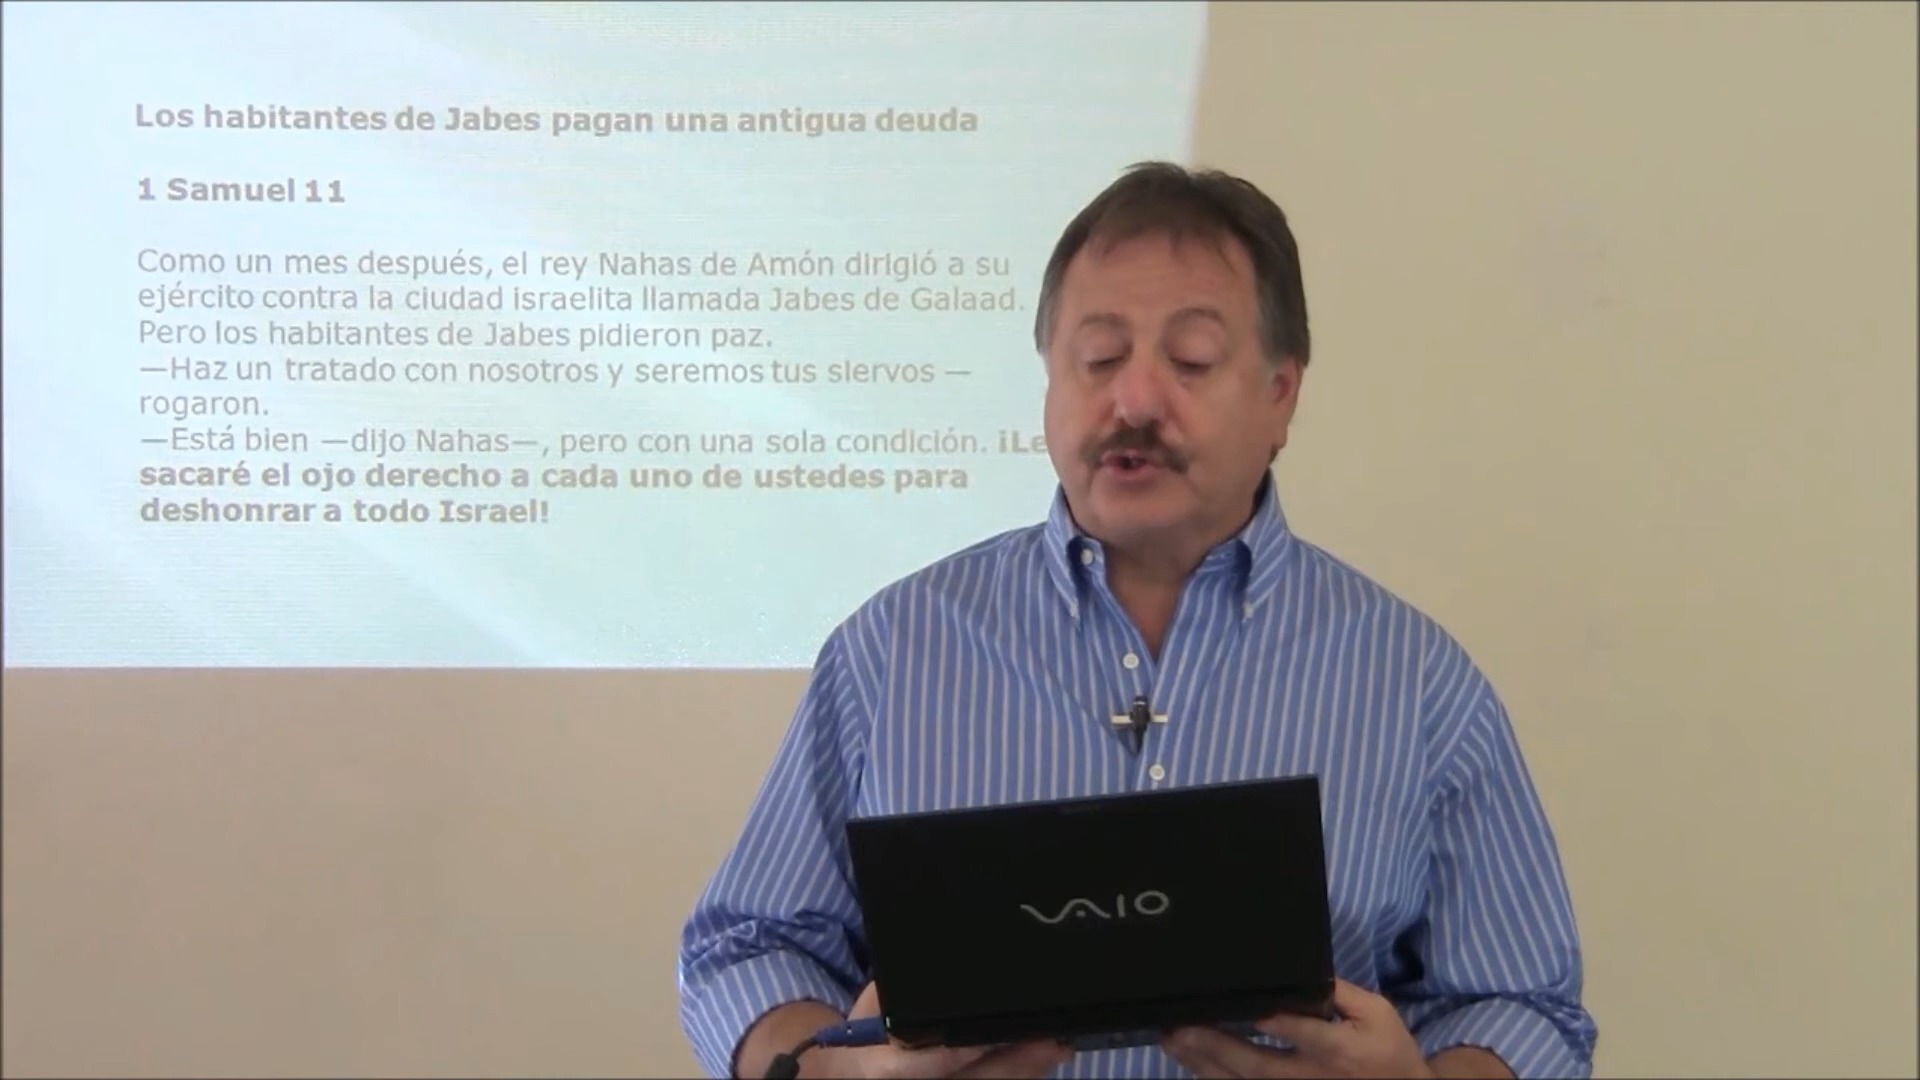 Los habitantes de Jabes pagan una antigua deuda
1 Samuel 11
Como un mes después, el rey Nahas de Amón dirigió a su
ejército contra la ciudad israelita llamada Jabes de Galaad.
Pero los habitantes de Jabes pidieron paz.
—Haz un tratado con nosotros y seremos tus siervos —
rogaron.
—Está bien —dijo Nahas—, pero con una sola condición. ¡Le
sacaré el ojo derecho a cada uno de ustedes para
deshonrar a todo Israel!
VAIO